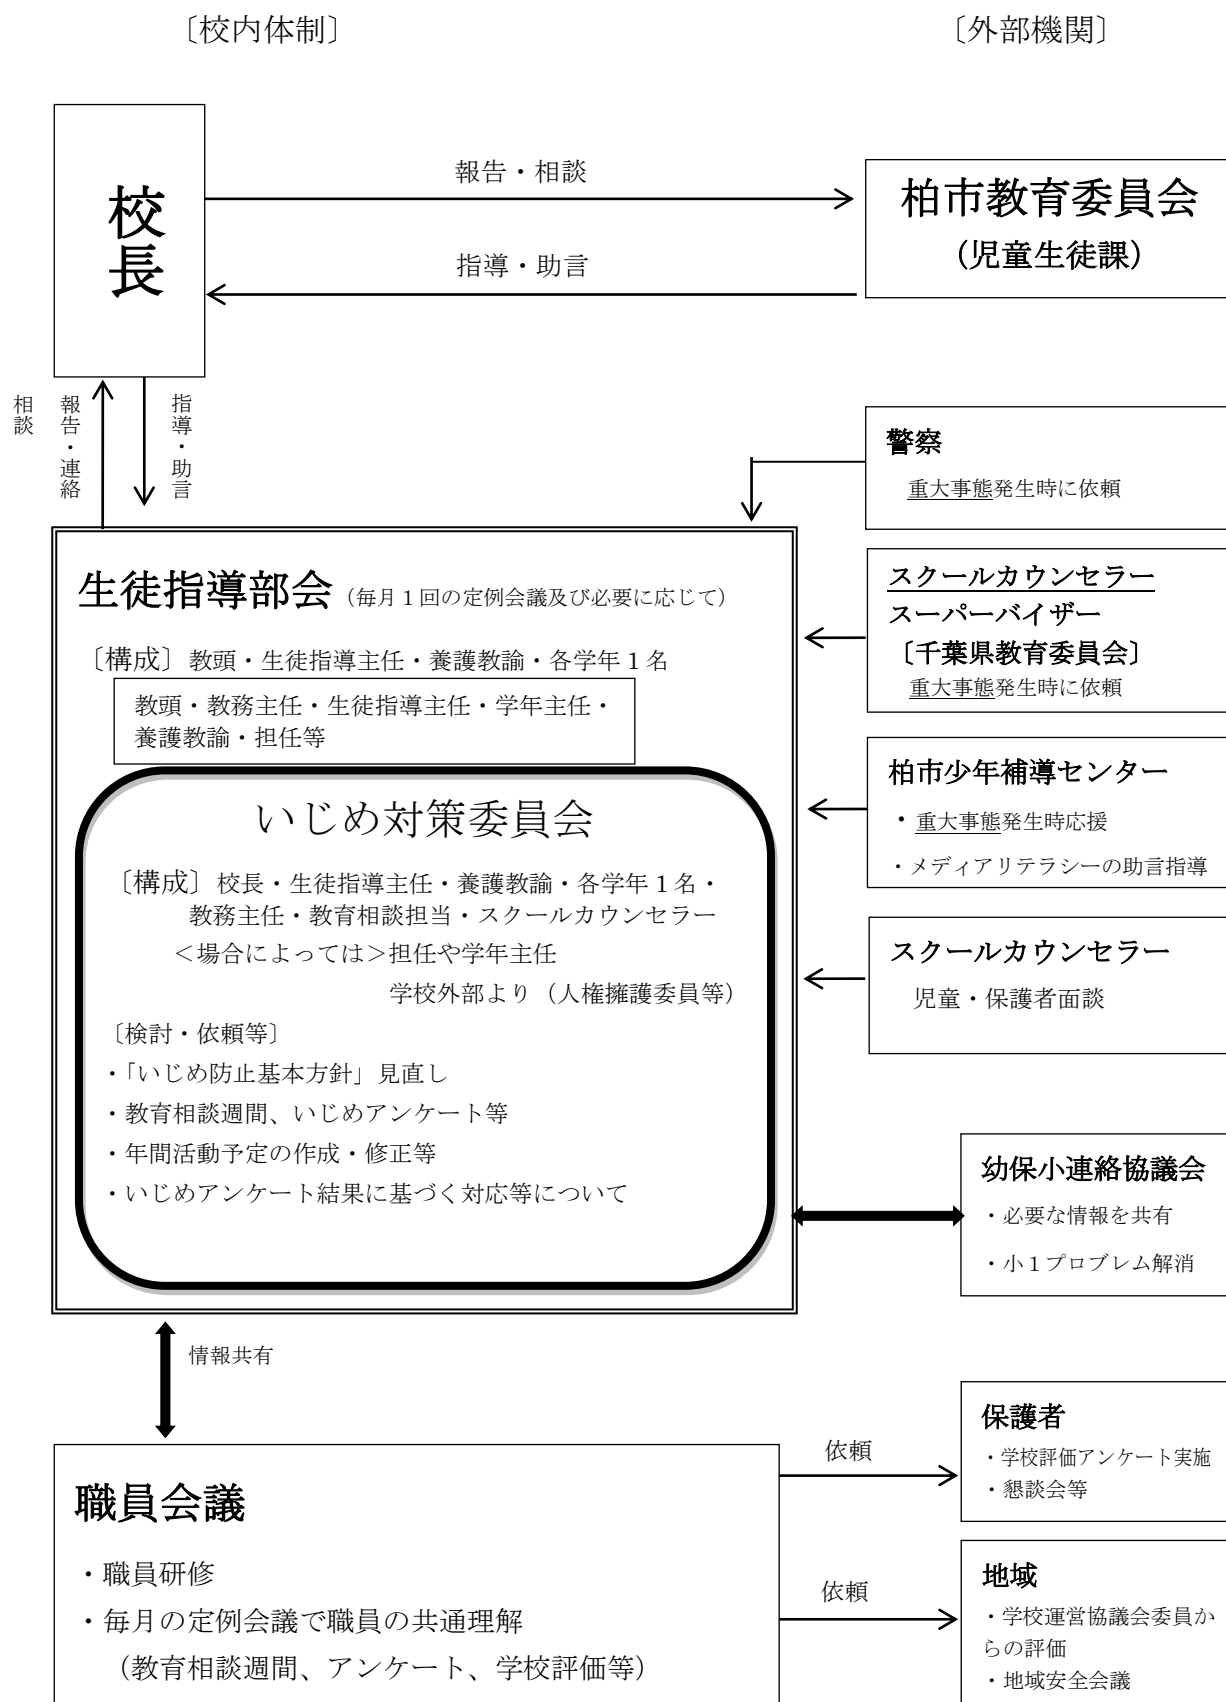 〔校内体制〕
〔外部機関〕
校長
報告・相談
指導・助言
柏市教育委員会
（児童生徒課）
相談
報告・連絡
指導・助言
警察
重大事態発生時に依頼
スクールカウンセラー
スーパーバイザー
〔千葉県教育委員会〕
重大事態発生時に依頼
柏市少年補導センター
・重大事態発生時応援
・メディアリテラシーの助言指導
スクールカウンセラー
児童・保護者面談
生徒指導部会（毎月１回の定例会議及び必要に応じて）
〔構成〕教頭・生徒指導主任・養護教諭・各学年１名
教頭・教務主任・生徒指導主任・学年主任・
養護教諭・担任等
いじめ対策委員会
〔構成〕校長・生徒指導主任・養護教諭・各学年１名・
教務主任・教育相談担当・スクールカウンセラー
＜場合によっては＞担任や学年主任
学校外部より（人権擁護委員等）
〔検討・依頼等〕
・「いじめ防止基本方針」見直し
・教育相談週間、いじめアンケート等
・年間活動予定の作成・修正等
・いじめアンケート結果に基づく対応等について
幼保小連絡協議会
・必要な情報を共有
・小１プロブレム解消
情報共有
職員会議
・職員研修
・毎月の定例会議で職員の共通理解
（教育相談週間、アンケート、学校評価等）
依頼
保護者
・学校評価アンケート実施
・懇談会等
依頼
地域
・学校運営協議会委員か
らの評価
・地域安全会議